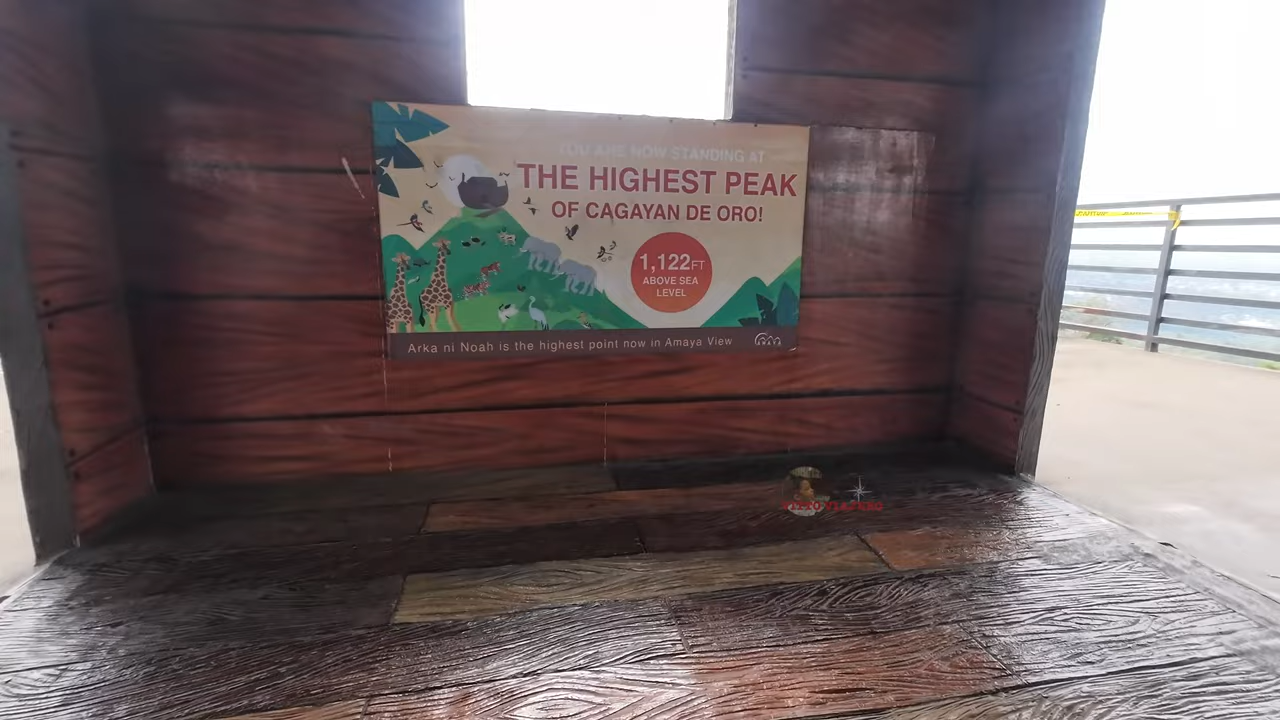 YOU ARE NOW STANDING AT
THE HIGHEST PEAK
OF CAGAYAN DE ORO!
1,122FT
ABOVE SEA
LEVEL
Arka ni Noah is the highest point now in Amaya View